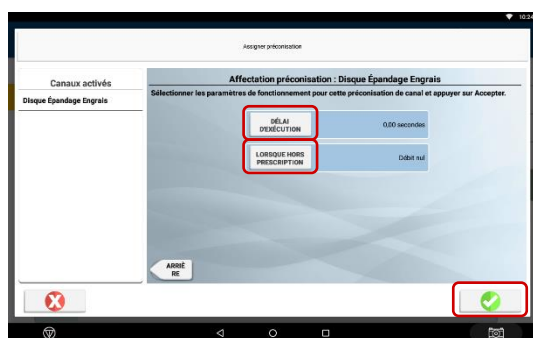 10:24
Assigner préconisation
Canaux activés
Disque Épandage Engrais
Affectation préconisation : Disque Épandage Engrais
Sélectionner les paramètres de fonctionnement pour cette préconisation de canal et appuyer sur Accepter.
DÉLAI
D'EXÉCUTION
0,00 secondes
LORSQUE HORS
PRESCRIPTION
Débit nul
ARRIÈ
RE